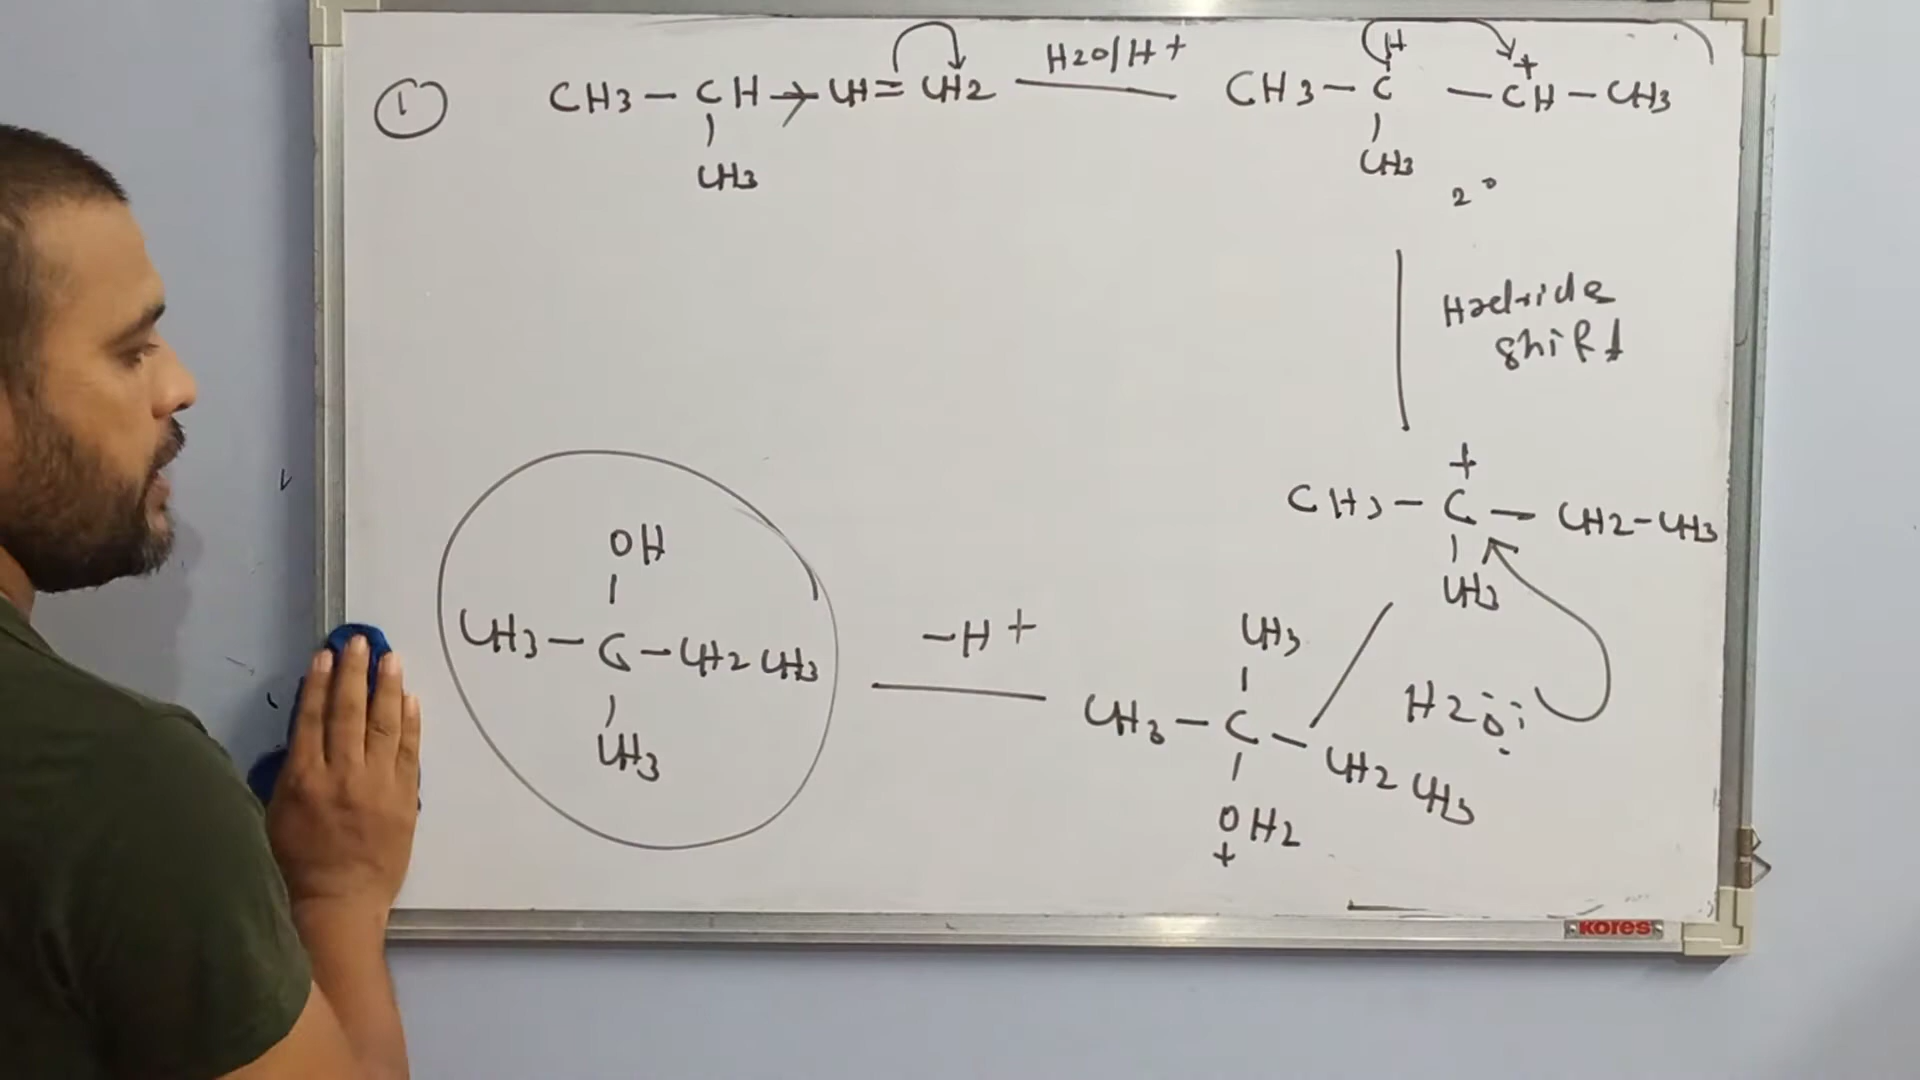 ①
CH3 — CH → CH = CH2
CH3
H2O/H+
H
+
CH3 — C — CH — CH3
CH3
2°
Hydride
shift
+
CH3 — C — CH2-CH3
CH3
H2O
CH3
CH3 — C — CH2 CH3
OH2
+
-H+
OH
CH3 — C — CH2 CH3
CH3
Kores